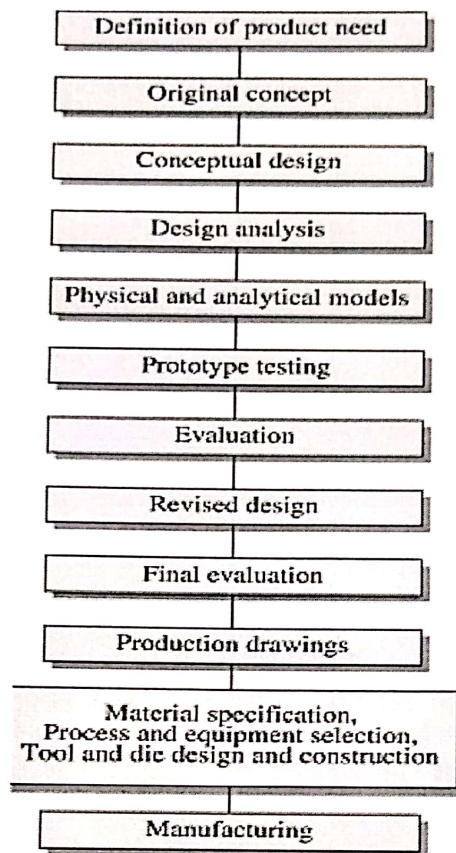 Definition of product need
Original concept
Conceptual design
Design analysis
Physical and analytical models
Prototype testing
Evaluation
Revised design
Final evaluation
Production drawings
Material specification,
Process and equipment selection,
Tool and die design and construction
Manufacturing